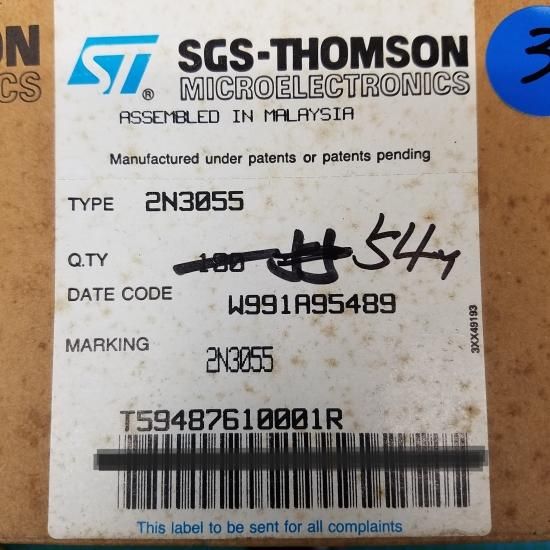 ON
CS
ST
®
SGS-THOMSON
MICROELECTRONICS
3
ASSEMBLED IN MALAYSIA
Manufactured under patents or patents pending
TYPE 2N3055
Q.TY 100 54
DATE CODE W991A95489
MARKING 2N3055
3XX49193
T59487610001R
This label to be sent for all complaints